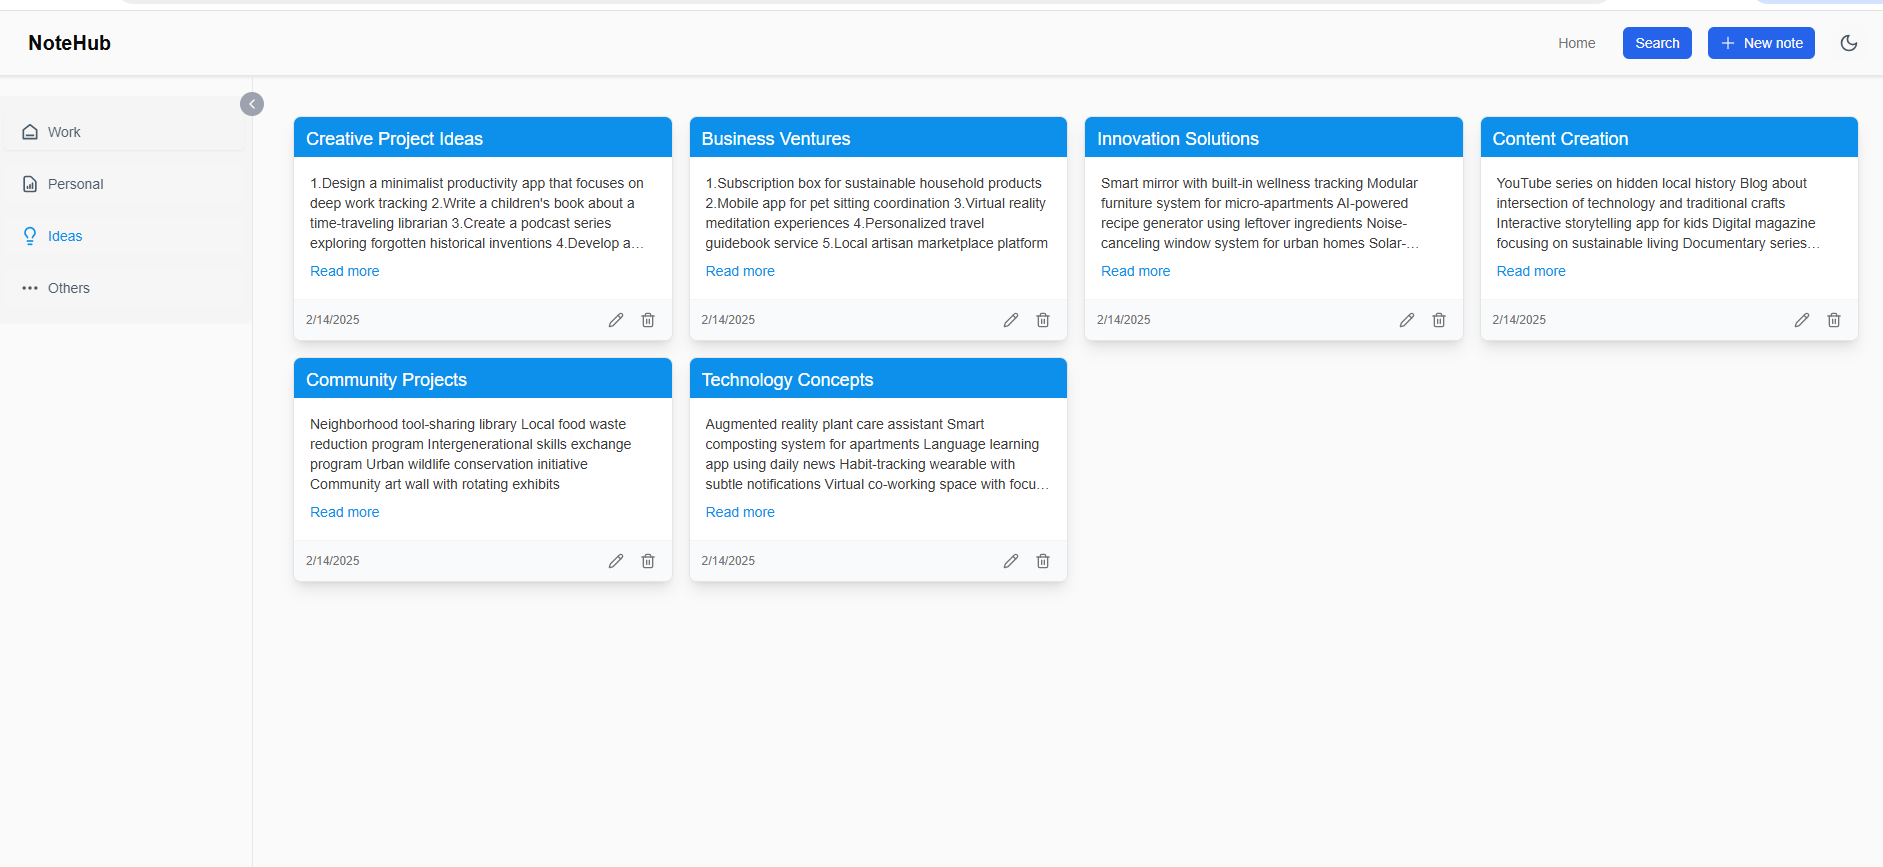 NoteHub
Home
Search
New note
Work
Personal
Ideas
Others
Creative Project Ideas
1.Design a minimalist productivity app that focuses on
deep work tracking 2.Write a children's book about a
time-traveling librarian 3.Create a podcast series
exploring forgotten historical inventions 4.Develop a…
Read more
2/14/2025
Business Ventures
1.Subscription box for sustainable household products
2.Mobile app for pet sitting coordination 3.Virtual reality
meditation experiences 4.Personalized travel
guidebook service 5.Local artisan marketplace platform
Read more
2/14/2025
Innovation Solutions
Smart mirror with built-in wellness tracking Modular
furniture system for micro-apartments AI-powered
recipe generator using leftover ingredients Noise-
canceling window system for urban homes Solar-…
Read more
2/14/2025
Content Creation
YouTube series on hidden local history Blog about
intersection of technology and traditional crafts
Interactive storytelling app for kids Digital magazine
focusing on sustainable living Documentary series…
Read more
2/14/2025
Community Projects
Neighborhood tool-sharing library Local food waste
reduction program Intergenerational skills exchange
program Urban wildlife conservation initiative
Community art wall with rotating exhibits
Read more
2/14/2025
Technology Concepts
Augmented reality plant care assistant Smart
composting system for apartments Language learning
app using daily news Habit-tracking wearable with
subtle notifications Virtual co-working space with focu…
Read more
2/14/2025